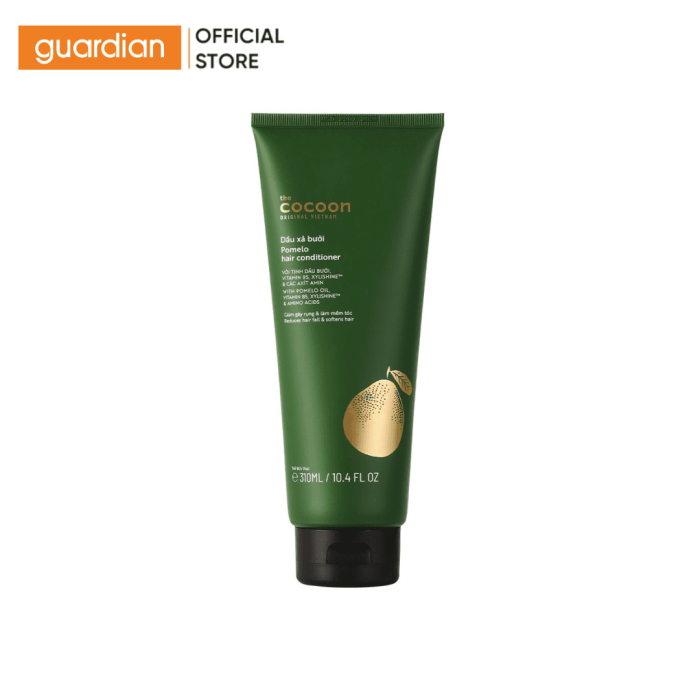 guardian
OFFICIAL
STORE
the
cocoon
ORIGINAL VIETNAM
Dầu xả bưởi
Pomelo
hair conditioner
VỚI TINH DẦU BƯỞI,
VITAMIN B5, XYLISHINE™
& CÁC AXÍT AMIN
WITH POMELO OIL,
VITAMIN B5, XYLISHINE™
& AMINO ACIDS
Giảm gãy rụng & làm mềm tóc
Reduces hair fall & softens hair
℮ 310ML / 10.4 FL OZ